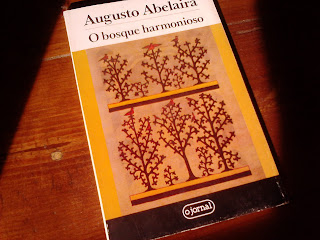 Augusto Abelaira
O bosque harmonioso
o jornal